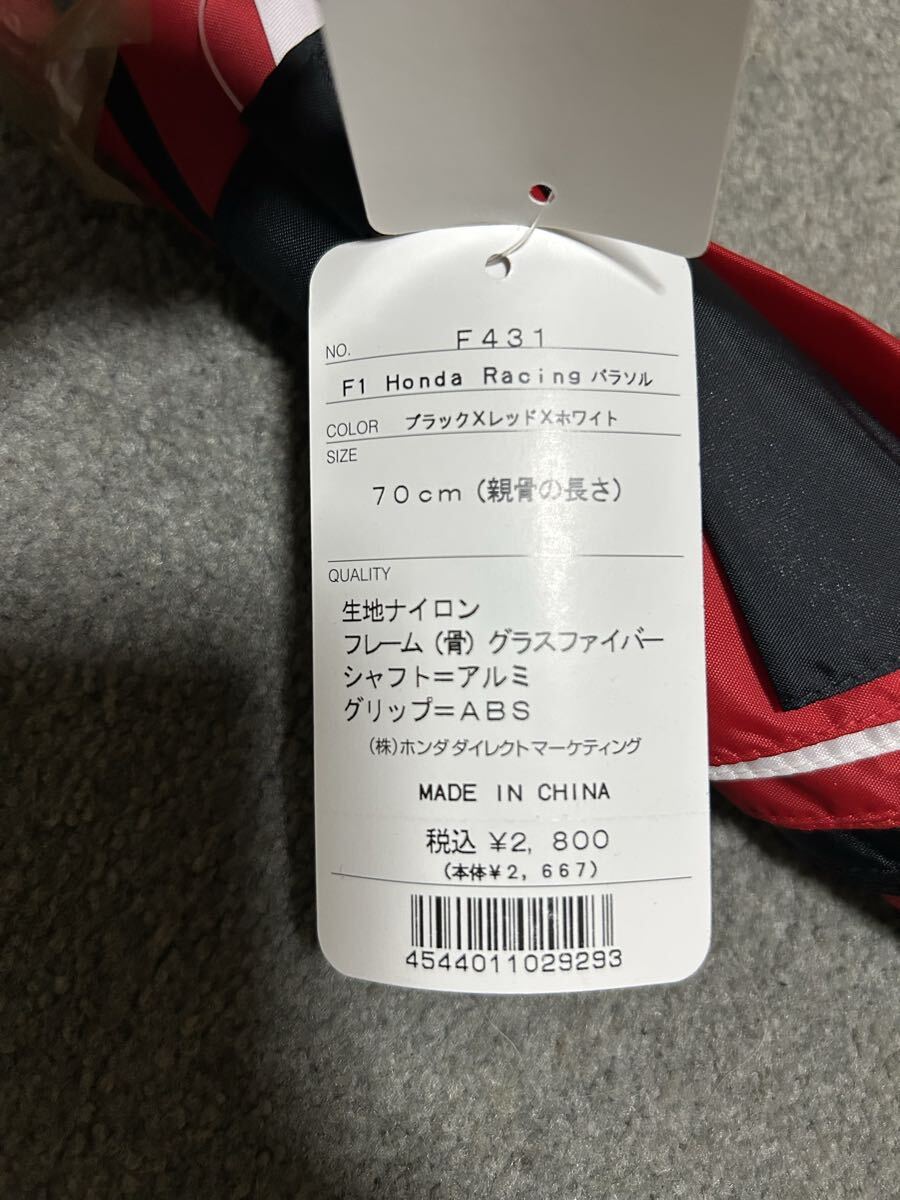 NO. F431
F1 Honda Racing パラソル
COLOR ブラックXレッドXホワイト
SIZE
70cm (親骨の長さ)
QUALITY
生地ナイロン
フレーム (骨) グラスファイバー
シャフト=アルミ
グリップ=ABS
(株)ホンダダイレクトマーケティング
MADE IN CHINA
税込 ¥2,800
(本体¥2,667)
4544011029293